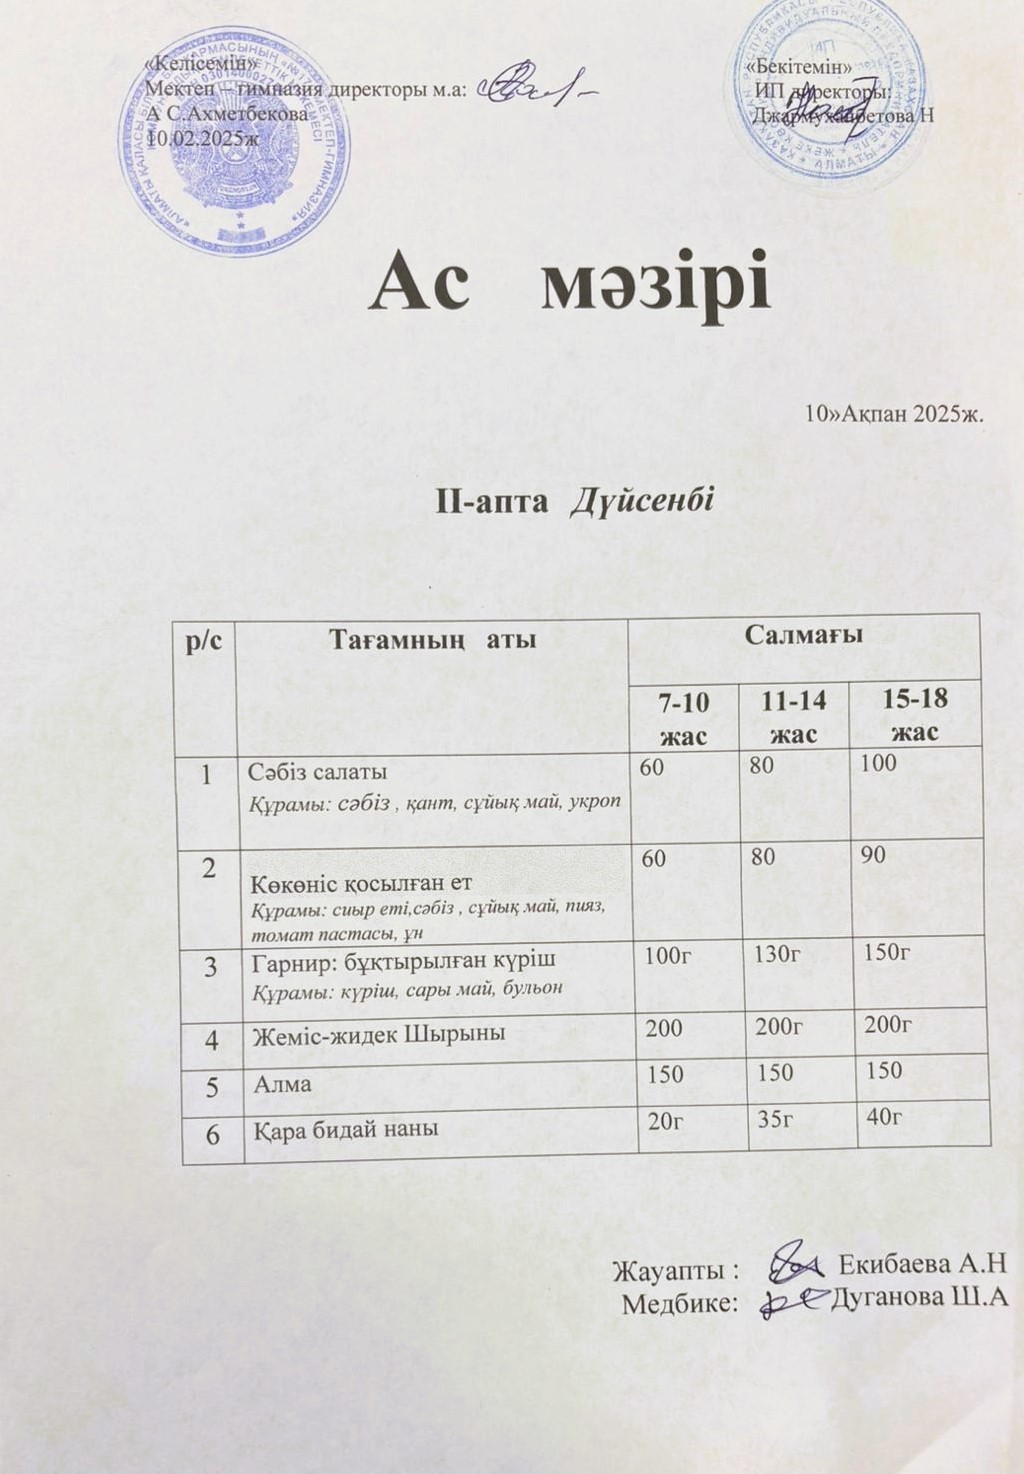 «Келісемін»
Мектеп – гимназия директоры м.а:
А С.Ахметбекова
10.02.2025ж
«Бекітемін»
ИП директоры:
Н
Ас мәзірі
10»Ақпан 2025ж.
ІІ-апта Дүйсенбі
р/с Тағамның аты Салмағы
7-10 жас 11-14 жас 15-18 жас
1 Сәбіз салаты 60 80 100
Құрамы: сәбіз , қант, сұйық май, укроп
2 Көкөніс қосылған ет 60 80 90
Құрамы: сиыр еті,сәбіз , сұйық май, пияз,
томат пастасы, ұн
3 Гарнир: бұқтырылған күріш 100г 130г 150г
Құрамы: күріш, сары май, бульон
4 Жеміс-жидек Шырыны 200 200г 200г
5 Алма 150 150 150
6 Қара бидай наны 20г 35г 40г
Жауапты : Екибаева А.Н
Медбике: Дуганова Ш.А